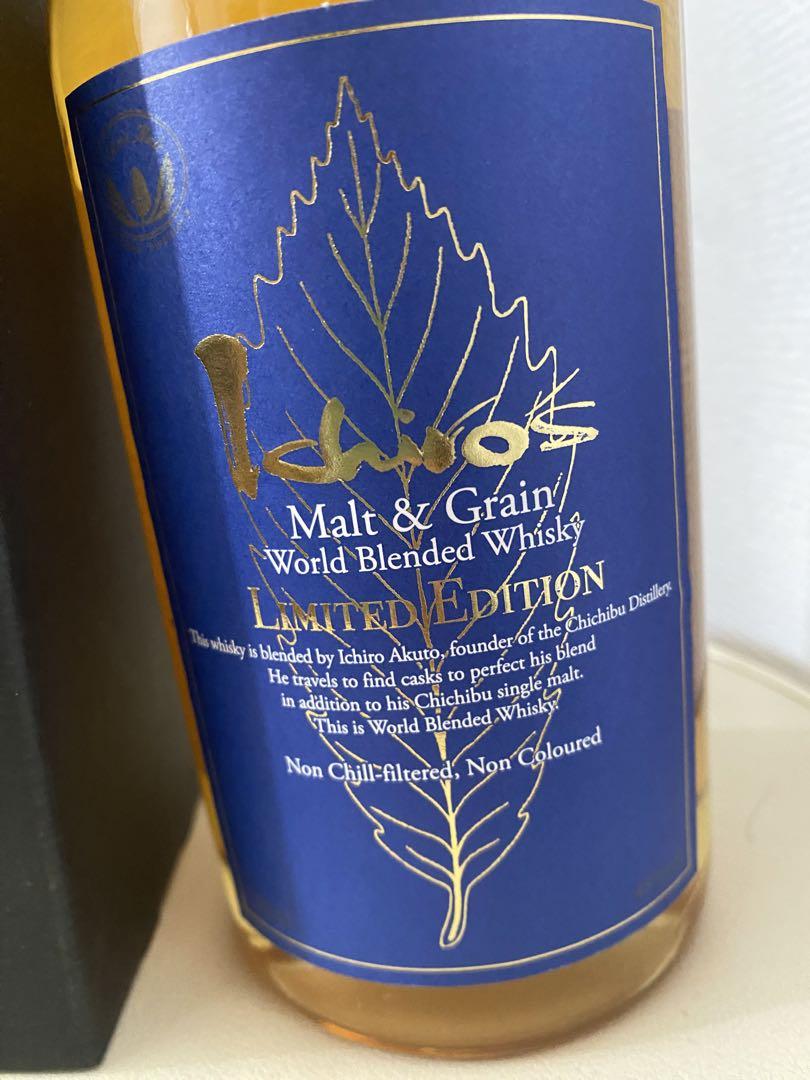 Ichiro's
Malt & Grain
World Blended Whisky
LIMITED EDITION
This whisky is blended by Ichiro Akuto, founder of the Chichibu Distillery.
He travels to find casks to perfect his blend
in addition to his Chichibu single malt.
This is World Blended Whisky.
Non Chill-filtered, Non Coloured